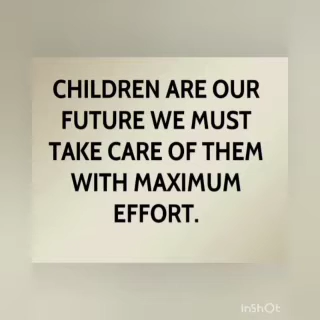 CHILDREN ARE OUR
FUTURE WE MUST
TAKE CARE OF THEM
WITH MAXIMUM
EFFORT.
InShOt